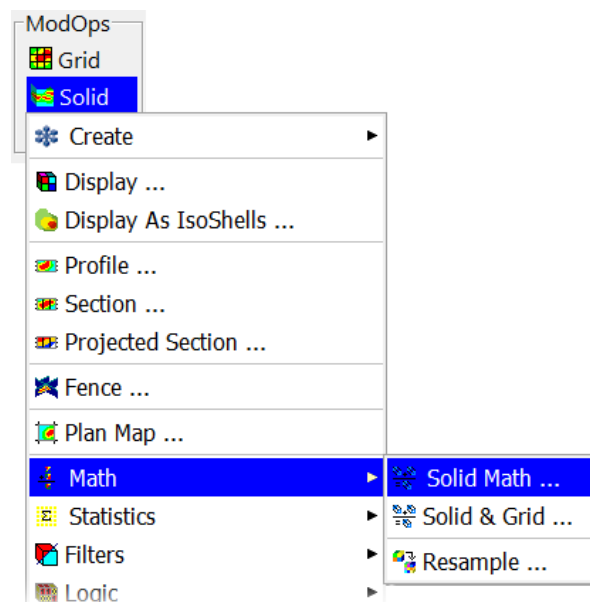 ModOps
Grid
Solid
Create
Display ...
Display As IsoShells ...
Profile ...
Section ...
Projected Section ...
Fence ...
Plan Map ...
Math
Solid Math ...
Statistics
Solid & Grid ...
Filters
Resample ...
Logic